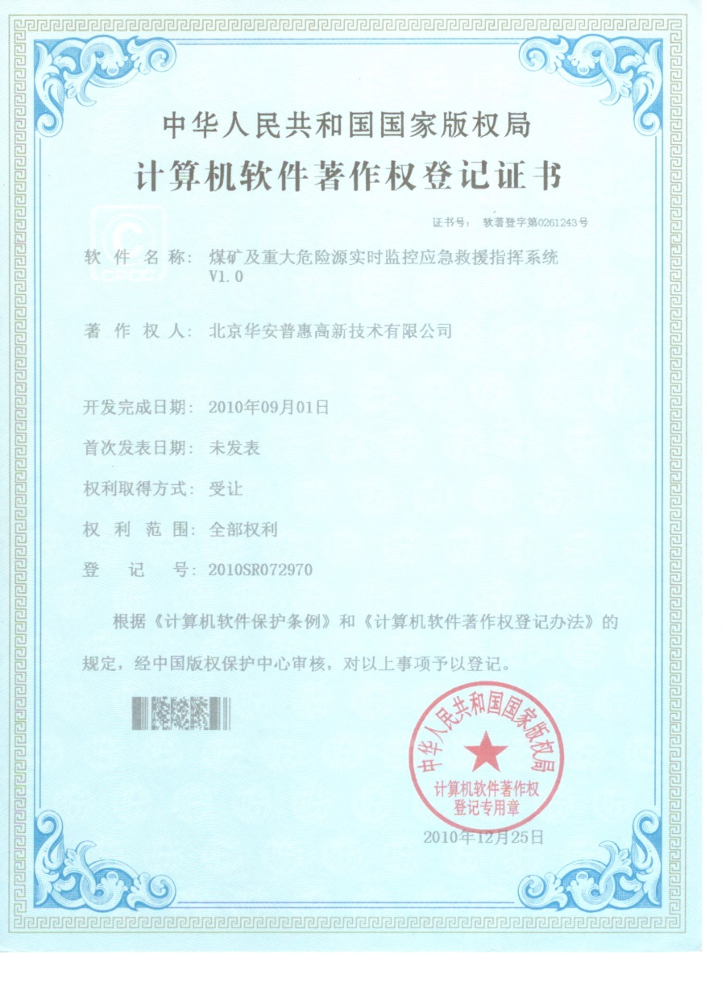 中华人民共和国国家版权局
计算机软件著作权登记证书
证书号： 软著登字第0261243号
软件名称： 煤矿及重大危险源实时监控应急救援指挥系统
V1.0
著作权人： 北京华安普惠高新技术有限公司
开发完成日期： 2010年09月01日
首次发表日期： 未发表
权利取得方式： 受让
权利范围： 全部权利
登记号： 2010SR072970
根据《计算机软件保护条例》和《计算机软件著作权登记办法》的
规定，经中国版权保护中心审核，对以上事项予以登记。
中华人民共和国国家版权局
计算机软件著作权
登记专用章
2010年12月25日